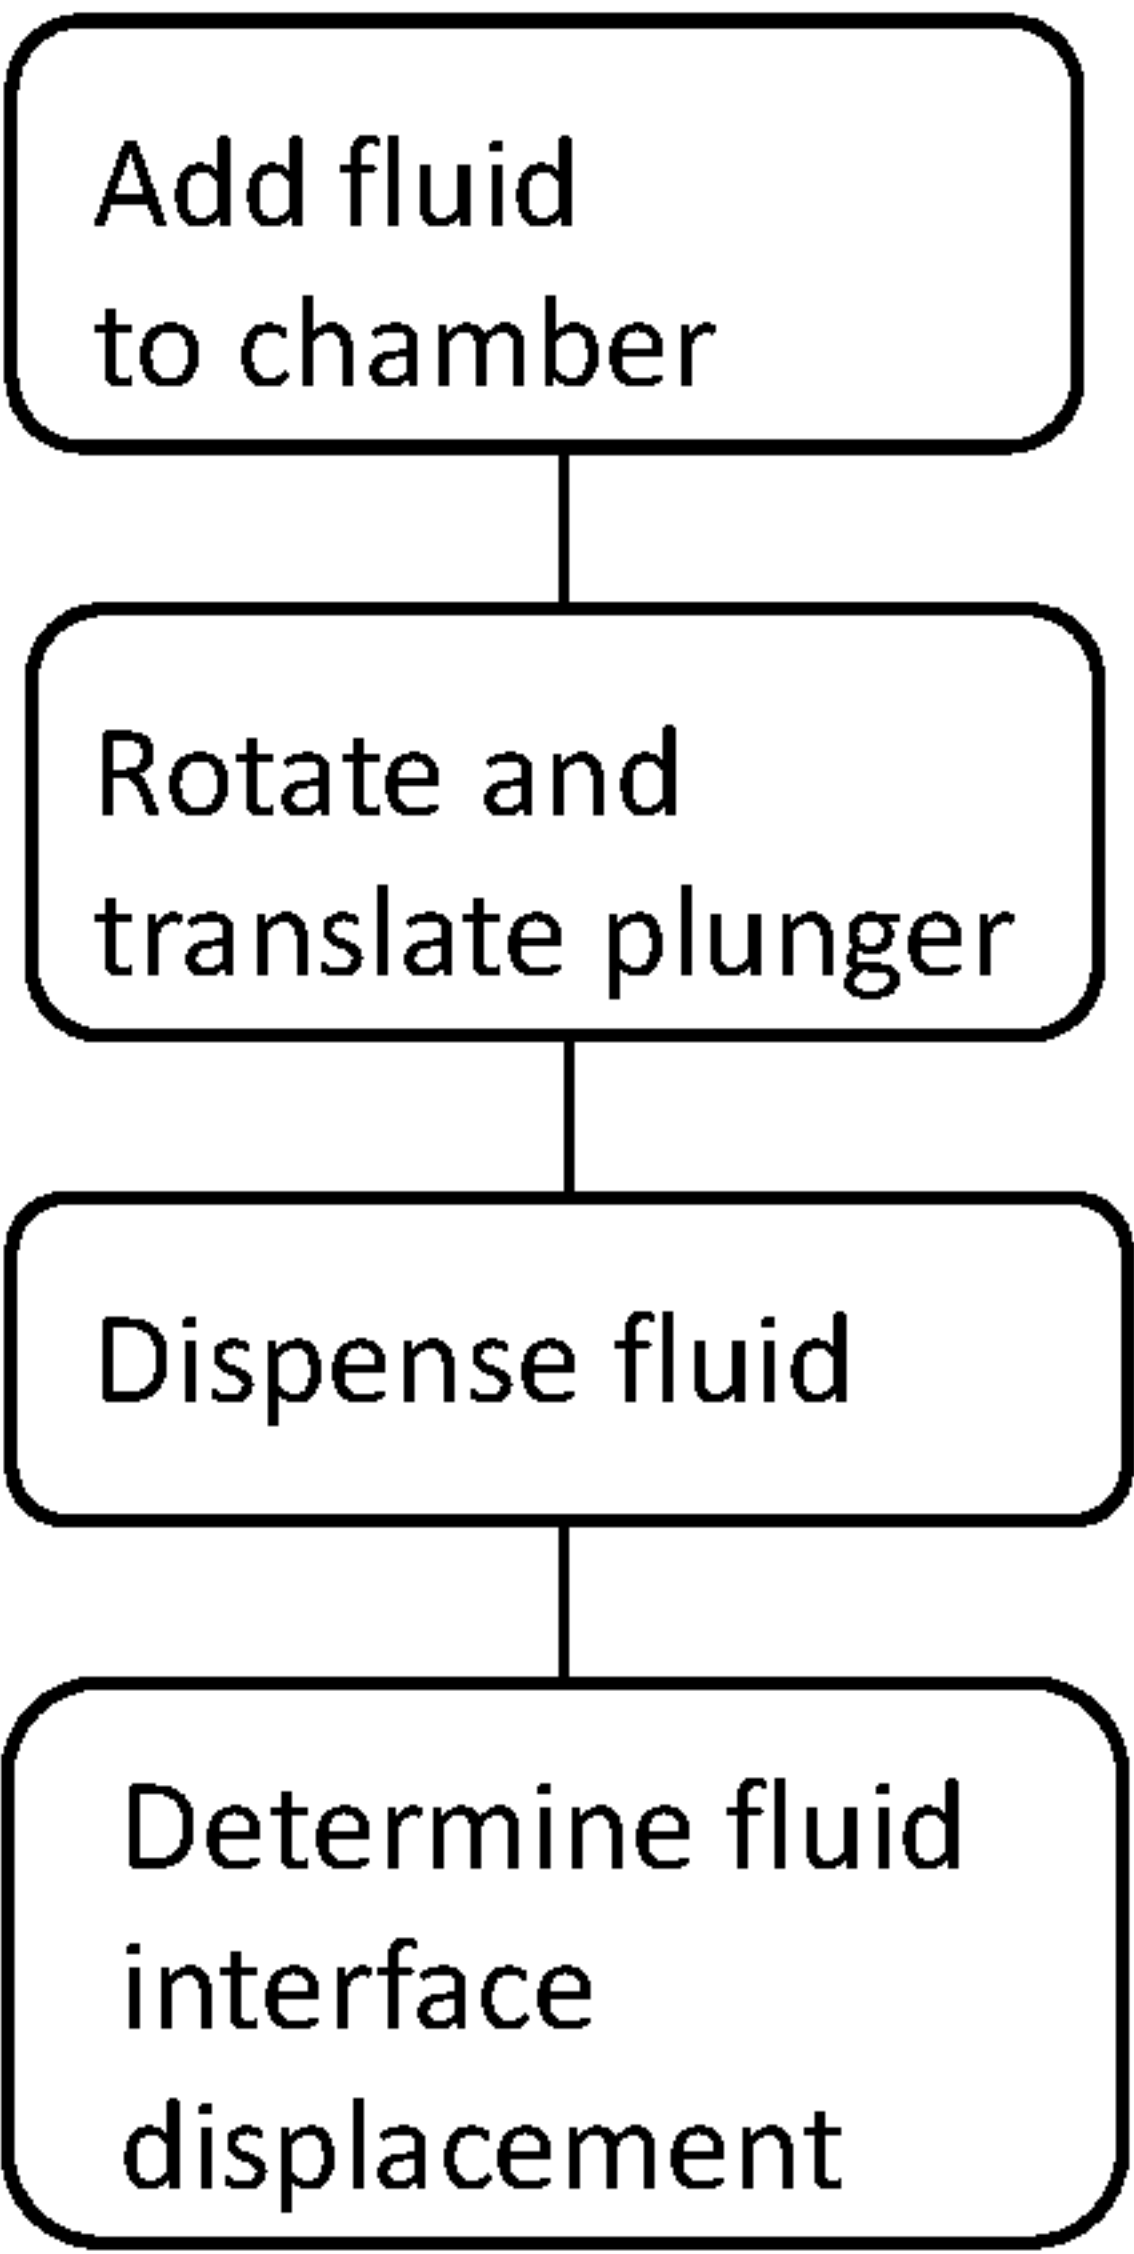 Add fluid
to chamber
Rotate and
translate plunger
Dispense fluid
Determine fluid
interface
displacement